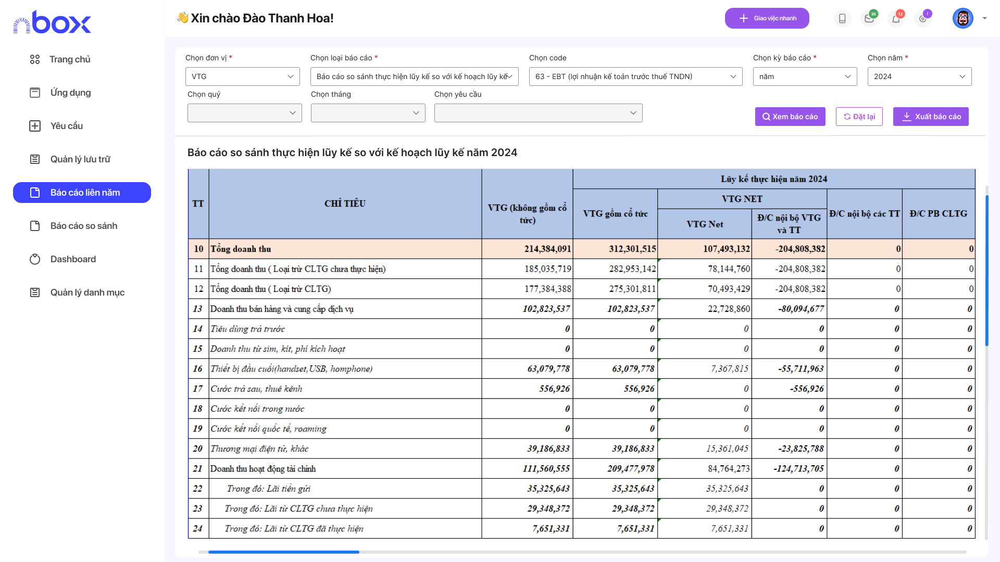 nbox
Xin chào Đào Thanh Hoa!
Giao việc nhanh
36
12
!
Trang chủ
Ứng dụng
Yêu cầu
Quản lý lưu trữ
Báo cáo liên năm
Báo cáo so sánh
Dashboard
Quản lý danh mục
Chọn đơn vị * Chọn loại báo cáo * Chọn code Chọn kỳ báo cáo * Chọn năm *
VTG Báo cáo so sánh thực hiện lũy kế so với kế hoạch lũy kế 63 - EBT (lợi nhuận kế toán trước thuế TNDN) năm 2024
Chọn quý Chọn tháng Chọn yêu cầu
Xem báo cáo Đặt lại Xuất báo cáo
Báo cáo so sánh thực hiện lũy kế so với kế hoạch lũy kế năm 2024
Lũy kế thực hiện năm 2024
TT CHỈ TIÊU VTG (không gồm cổ tức) VTG gồm cổ tức VTG NET Đ/C nội bộ các TT Đ/C PB CLTG
VTG Net Đ/C nội bộ VTG và TT
10 Tổng doanh thu 214,384,091 312,301,515 107,493,132 -204,808,382 0 0
11 Tổng doanh thu ( Loại trừ CLTG chưa thực hiện) 185,035,719 282,953,142 78,144,760 -204,808,382 0 0
12 Tổng doanh thu ( Loại trừ CLTG) 177,384,388 275,301,811 70,493,429 -204,808,382 0 0
13 Doanh thu bán hàng và cung cấp dịch vụ 102,823,537 102,823,537 22,728,860 -80,094,677 0 0
14 Tiêu dùng trả trước 0 0 0 0 0 0
15 Doanh thu từ sim, kít, phí kích hoạt 0 0 0 0 0 0
16 Thiết bị đầu cuối(handset,USB, homphone) 63,079,778 63,079,778 7,367,815 -55,711,963 0 0
17 Cước trả sau, thuê kênh 556,926 556,926 0 -556,926 0 0
18 Cước kết nối trong nước 0 0 0 0 0 0
19 Cước kết nối quốc tế, roaming 0 0 0 0 0 0
20 Thương mại điện tử, khác 39,186,833 39,186,833 15,361,045 -23,825,788 0 0
21 Doanh thu hoạt động tài chính 111,560,555 209,477,978 84,764,273 -124,713,705 0 0
22 Trong đó: Lãi tiền gửi 35,325,643 35,325,643 35,325,643 0 0 0
23 Trong đó: Lãi từ CLTG chưa thực hiện 29,348,372 29,348,372 29,348,372 0 0 0
24 Trong đó: Lãi từ CLTG đã thực hiện 7,651,331 7,651,331 7,651,331 0 0 0